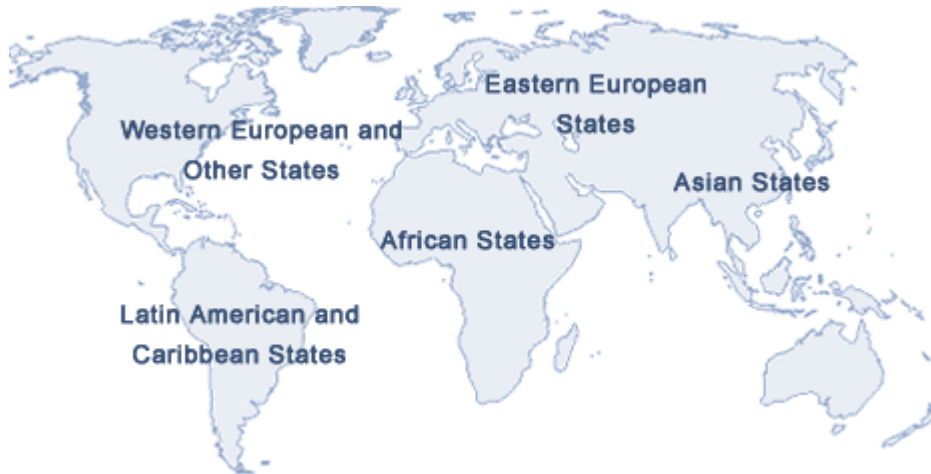 Eastern European
States
Western European and
Other States
Asian States
African States
Latin American and
Caribbean States